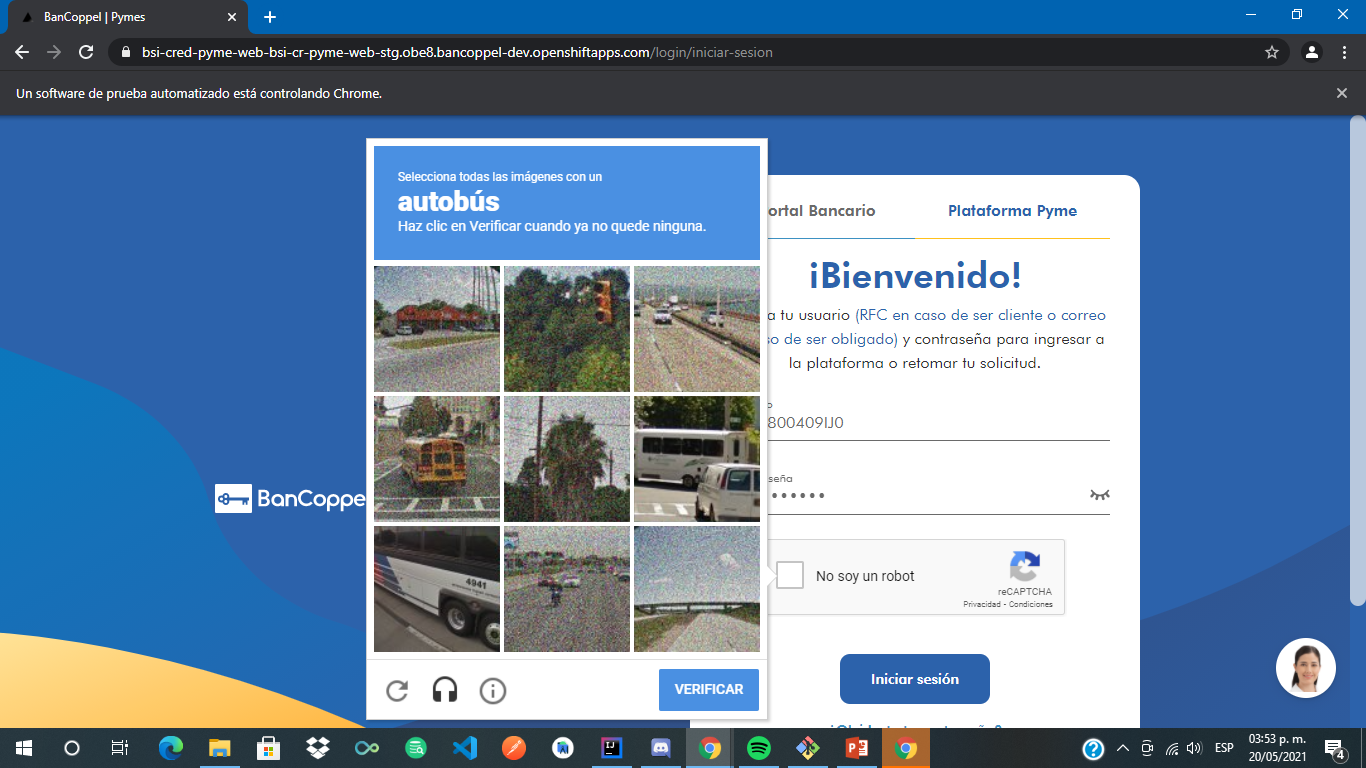 BanCoppel | Pymes
bsi-cred-pyme-web-bsi-cr-pyme-web-stg.obe8.bancoppel-dev.openshiftapps.com/login/iniciar-sesion
Un software de prueba automatizado está controlando Chrome.
Selecciona todas las imágenes con un
autobús
Haz clic en Verificar cuando ya no quede ninguna.
4941
VERIFICAR
BanCoppe
ortal Bancario
Plataforma Pyme
¡Bienvenido!
a tu usuario (RFC en caso de ser cliente o correo
so de ser obligado) y contraseña para ingresar a
la plataforma o retomar tu solicitud.
800409IJ0
seña
No soy un robot
reCAPTCHA
Privacidad - Condiciones
Iniciar sesión
ESP
03:53 p. m.
20/05/2021
4